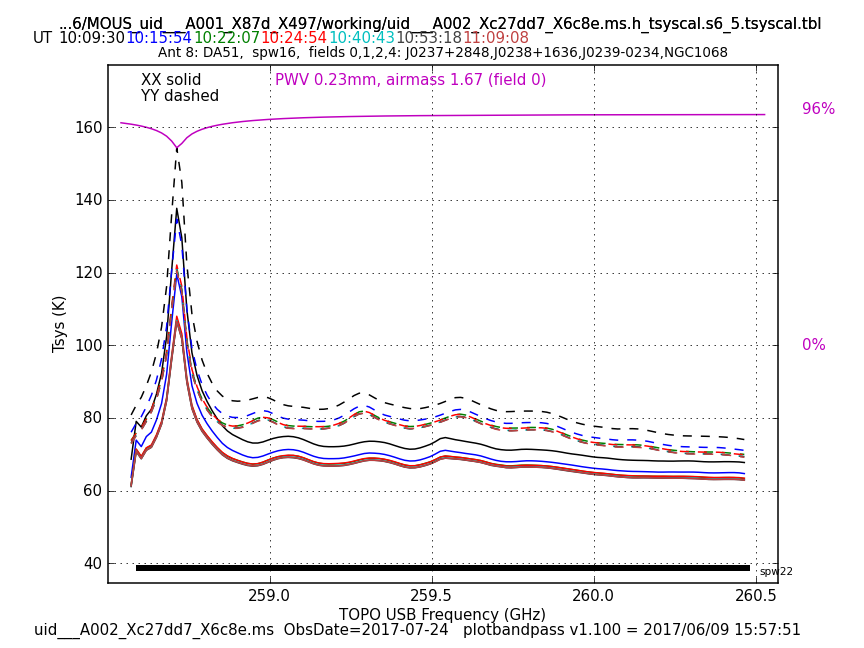 ...6/MOUS_uid___A001_X87d_X497/working/uid___A002_Xc27dd7_X6c8e.ms.h_tsyscal.s6_5.tsyscal.tbl
UT 10:09:30 10:15:54 10:22:07 10:24:54 10:40:43 10:53:18 11:09:08
Ant 8: DA51, spw16, fields 0,1,2,4: J0237+2848,J0238+1636,J0239-0234,NGC1068
XX solid
YY dashed
PWV 0.23mm, airmass 1.67 (field 0)
96%
0%
160
140
120
100
80
60
40
Tsys (K)
spw22
259.0 259.5 260.0 260.5
TOPO USB Frequency (GHz)
uid___A002_Xc27dd7_X6c8e.ms ObsDate=2017-07-24 plotbandpass v1.100 = 2017/06/09 15:57:51